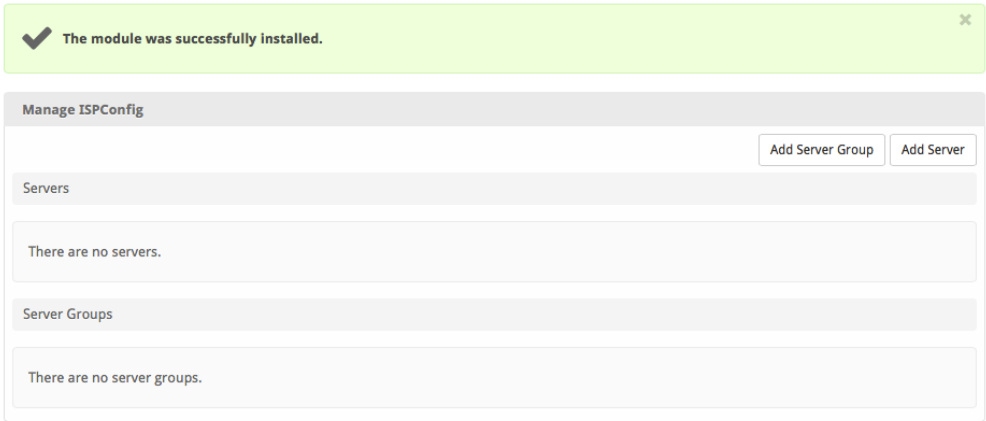 The module was successfully installed.
Manage ISPConfig
Add Server Group
Add Server
Servers
There are no servers.
Server Groups
There are no server groups.